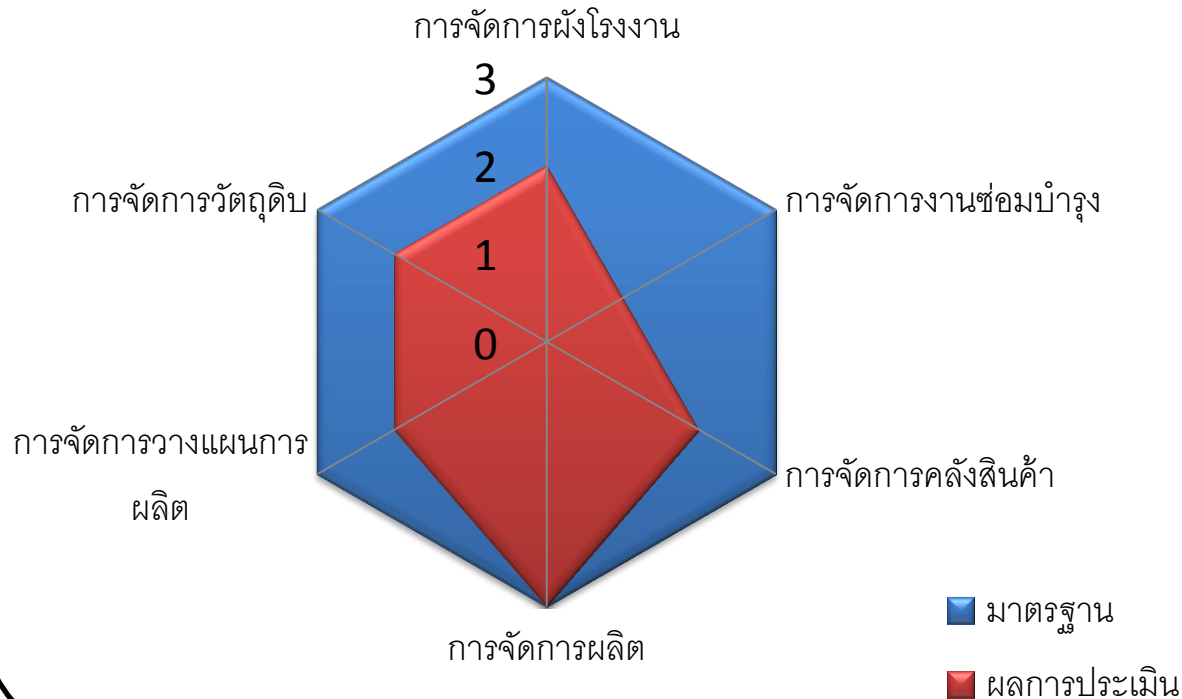 การจัดการผังโรงงาน
3
2
1
0
การจัดการวัตถุดิบ
การจัดการงานซ่อมบำรุง
การจัดการวางแผนการ
ผลิต
การจัดการคลังสินค้า
การจัดการผลิต
มาตรฐาน
ผลการประเมิน